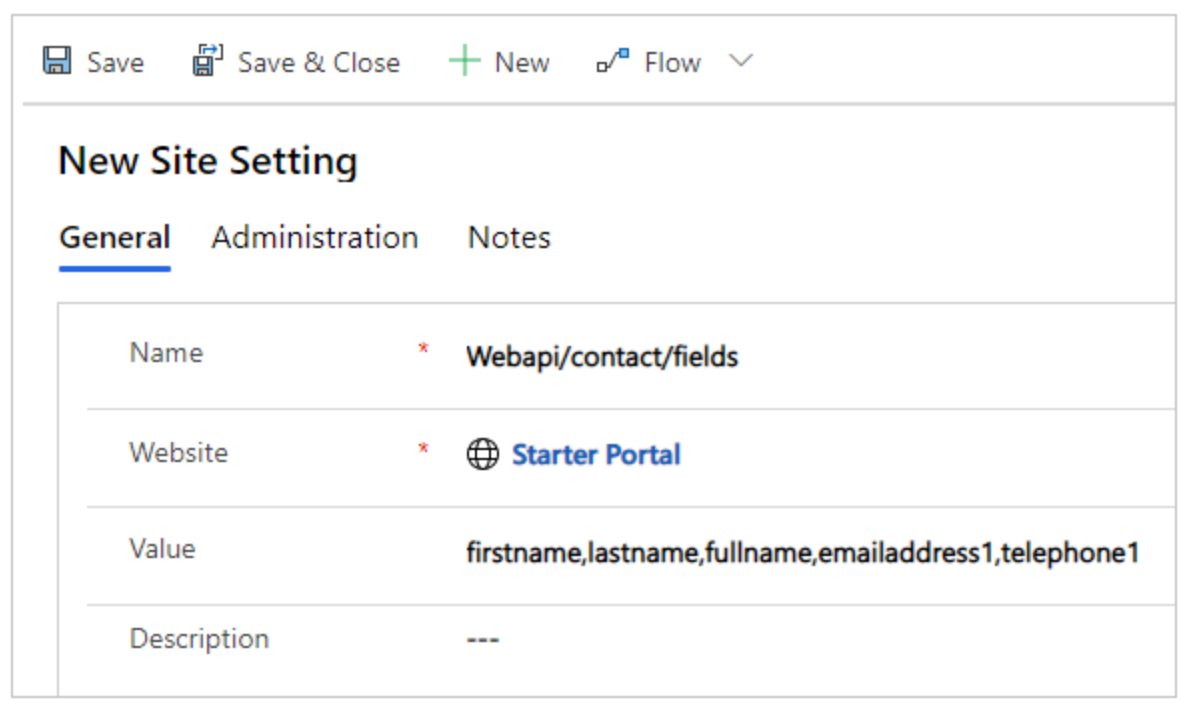 Save Save & Close New Flow
New Site Setting
General Administration Notes
Name * Webapi/contact/fields
Website * Starter Portal
Value firstname,lastname,fullname,emailaddress1,telephone1
Description ---